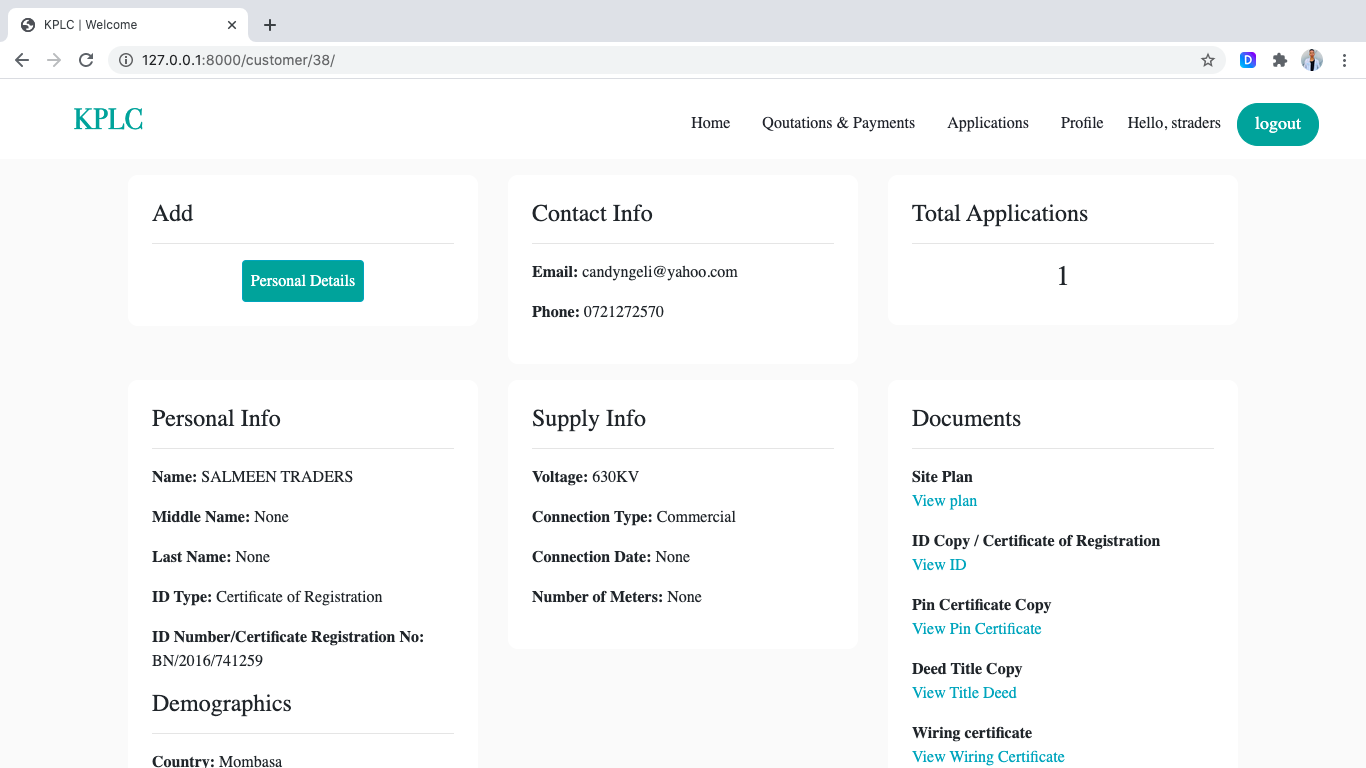 KPLC | Welcome
127.0.0.1:8000/customer/38/
D
KPLC
Home
Qoutations & Payments
Applications
Profile
Hello, straders
logout
Add
Personal Details
Contact Info
Email: candyngeli@yahoo.com
Phone: 0721272570
Total Applications
1
Personal Info
Name: SALMEEN TRADERS
Middle Name: None
Last Name: None
ID Type: Certificate of Registration
ID Number/Certificate Registration No:
BN/2016/741259
Demographics
Country: Mombasa
Supply Info
Voltage: 630KV
Connection Type: Commercial
Connection Date: None
Number of Meters: None
Documents
Site Plan
View plan
ID Copy / Certificate of Registration
View ID
Pin Certificate Copy
View Pin Certificate
Deed Title Copy
View Title Deed
Wiring certificate
View Wiring Certificate